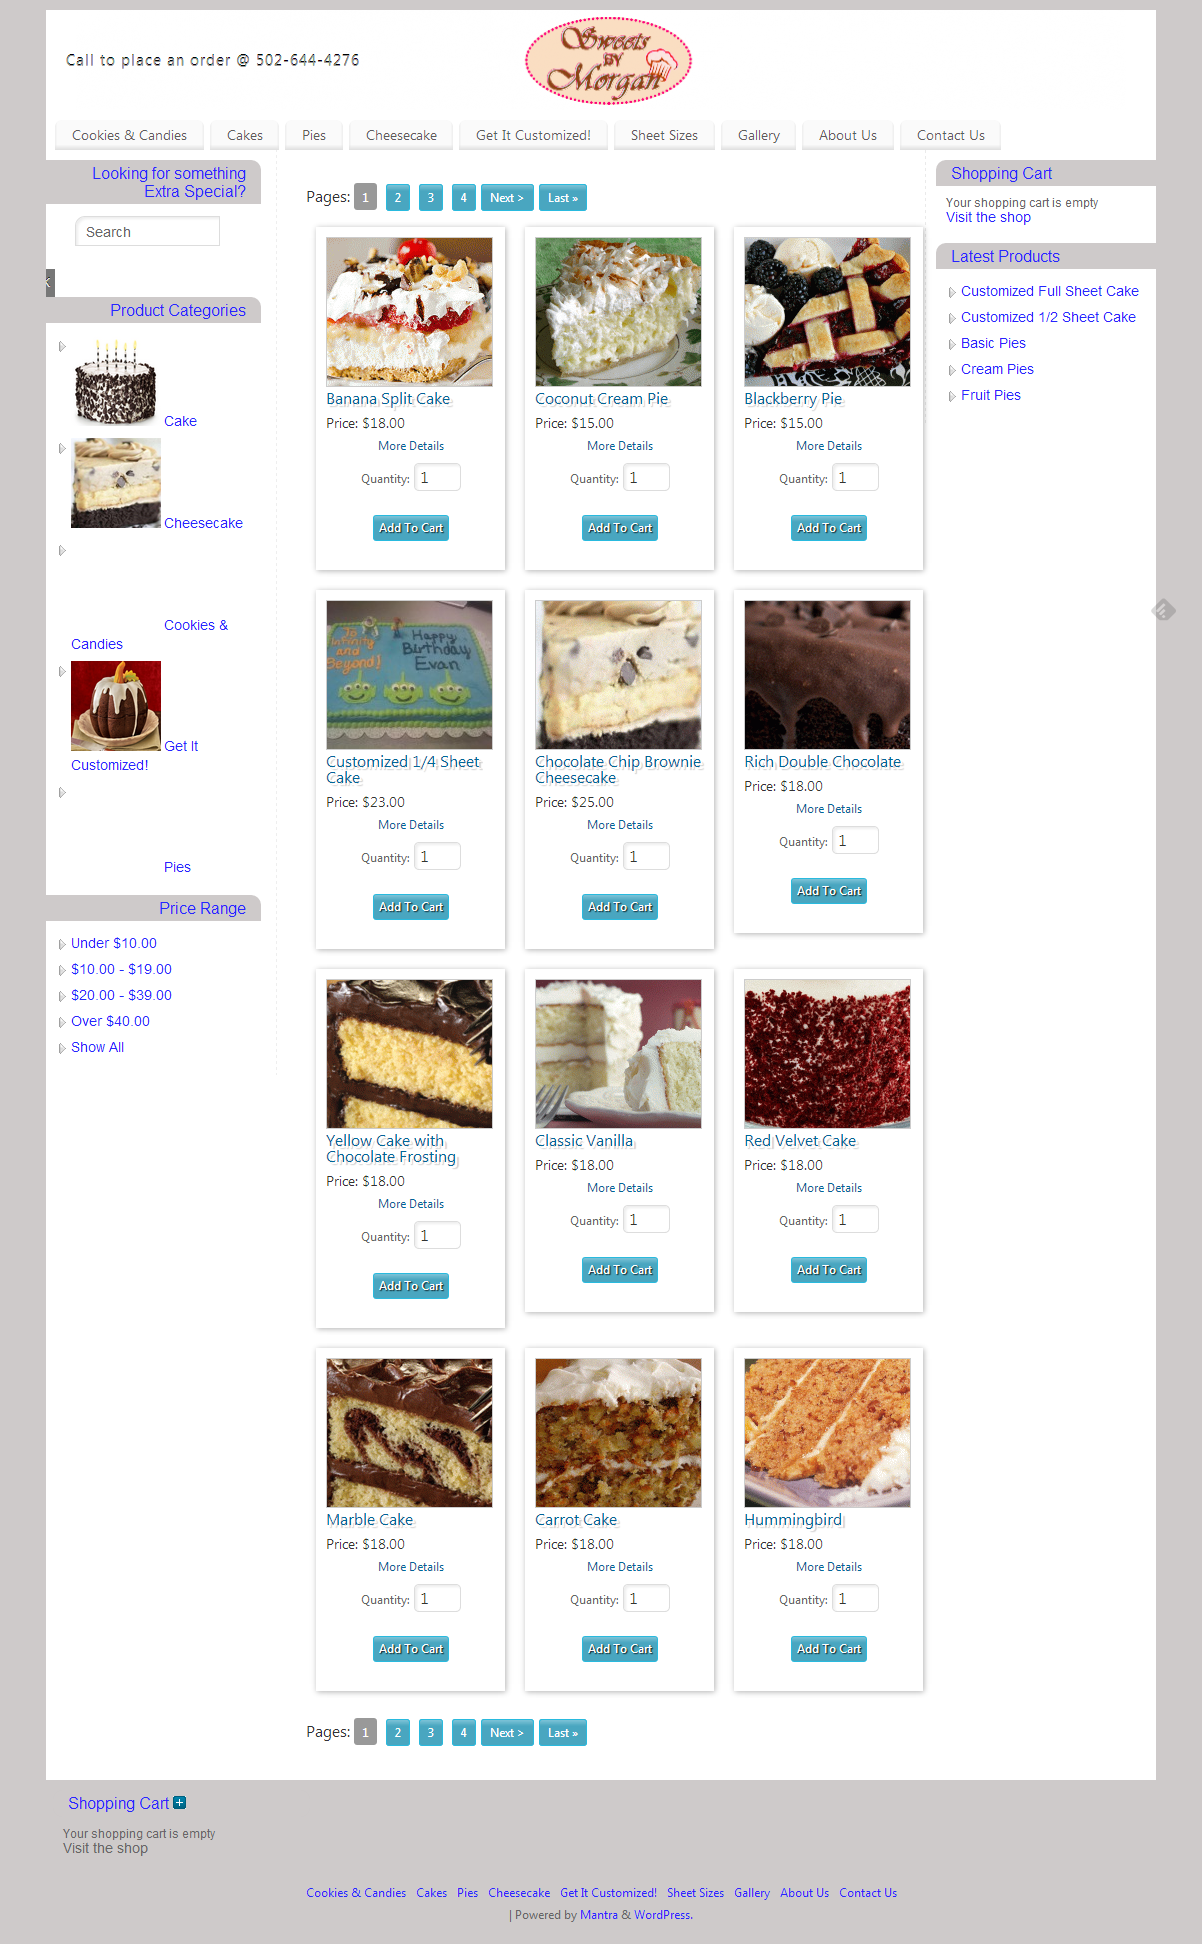 Call to place an order @ 502-644-4276
Sweets
BY
Morgan
Cookies & Candies
Cakes
Pies
Cheesecake
Get It Customized!
Sheet Sizes
Gallery
About Us
Contact Us
Looking for something
Extra Special?
Search
Product Categories
Cake
Cheesecake
Cookies &
Candies
Get It
Customized!
Pies
Price Range
Under $10.00
$10.00 - $19.00
$20.00 - $39.00
Over $40.00
Show All
Pages: 1 2 3 4 Next > Last »
Banana Split Cake
Price: $18.00
More Details
Quantity: 1
Add To Cart
Coconut Cream Pie
Price: $15.00
More Details
Quantity: 1
Add To Cart
Blackberry Pie
Price: $15.00
More Details
Quantity: 1
Add To Cart
To
Infinity
and
Beyond!
Happy
Birthday
Evan
Customized 1/4 Sheet
Cake
Price: $23.00
More Details
Quantity: 1
Add To Cart
Chocolate Chip Brownie
Cheesecake
Price: $25.00
More Details
Quantity: 1
Add To Cart
Rich Double Chocolate
Price: $18.00
More Details
Quantity: 1
Add To Cart
Yellow Cake with
Chocolate Frosting
Price: $18.00
More Details
Quantity: 1
Add To Cart
Classic Vanilla
Price: $18.00
More Details
Quantity: 1
Add To Cart
Red Velvet Cake
Price: $18.00
More Details
Quantity: 1
Add To Cart
Marble Cake
Price: $18.00
More Details
Quantity: 1
Add To Cart
Carrot Cake
Price: $18.00
More Details
Quantity: 1
Add To Cart
Hummingbird
Price: $18.00
More Details
Quantity: 1
Add To Cart
Pages: 1 2 3 4 Next > Last »
Shopping Cart
Your shopping cart is empty
Visit the shop
Latest Products
Customized Full Sheet Cake
Customized 1/2 Sheet Cake
Basic Pies
Cream Pies
Fruit Pies
Shopping Cart
Your shopping cart is empty
Visit the shop
Cookies & Candies Cakes Pies Cheesecake Get It Customized! Sheet Sizes Gallery About Us Contact Us
| Powered by Mantra & WordPress.